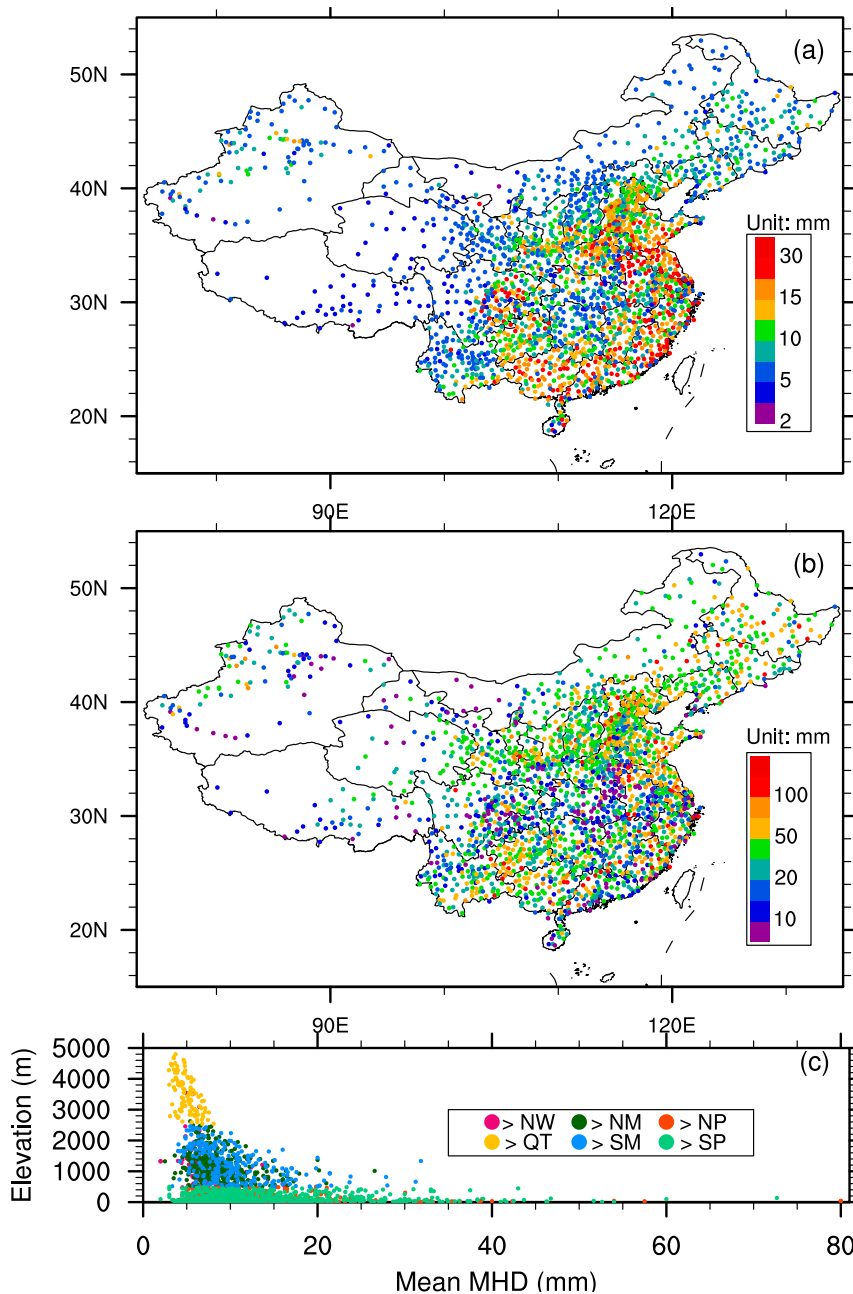 (a)
50N
40N
30N
20N
Unit: mm
30
15
10
5
2
90E
120E
(b)
50N
40N
30N
20N
Unit: mm
100
50
20
10
90E
120E
(c)
Elevation (m)
5000
4000
3000
2000
1000
0
> NW
> NM
> NP
> QT
> SM
> SP
0
20
40
60
80
Mean MHD (mm)